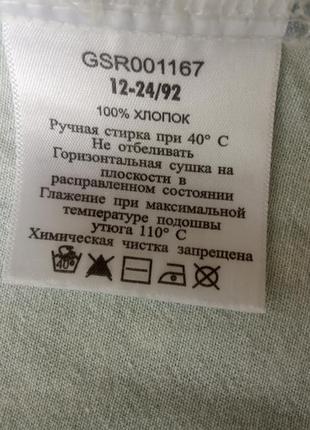 GSR001167
12-24/92
100% ХЛОПОК
Ручная стирка при 40° С
Не отбеливать
Горизонтальная сушка на
плоскости в
расправленном состоянии
Глажение при максимальной
температуре подошвы
утюга 110° С
Химическая чистка запрещена
40°